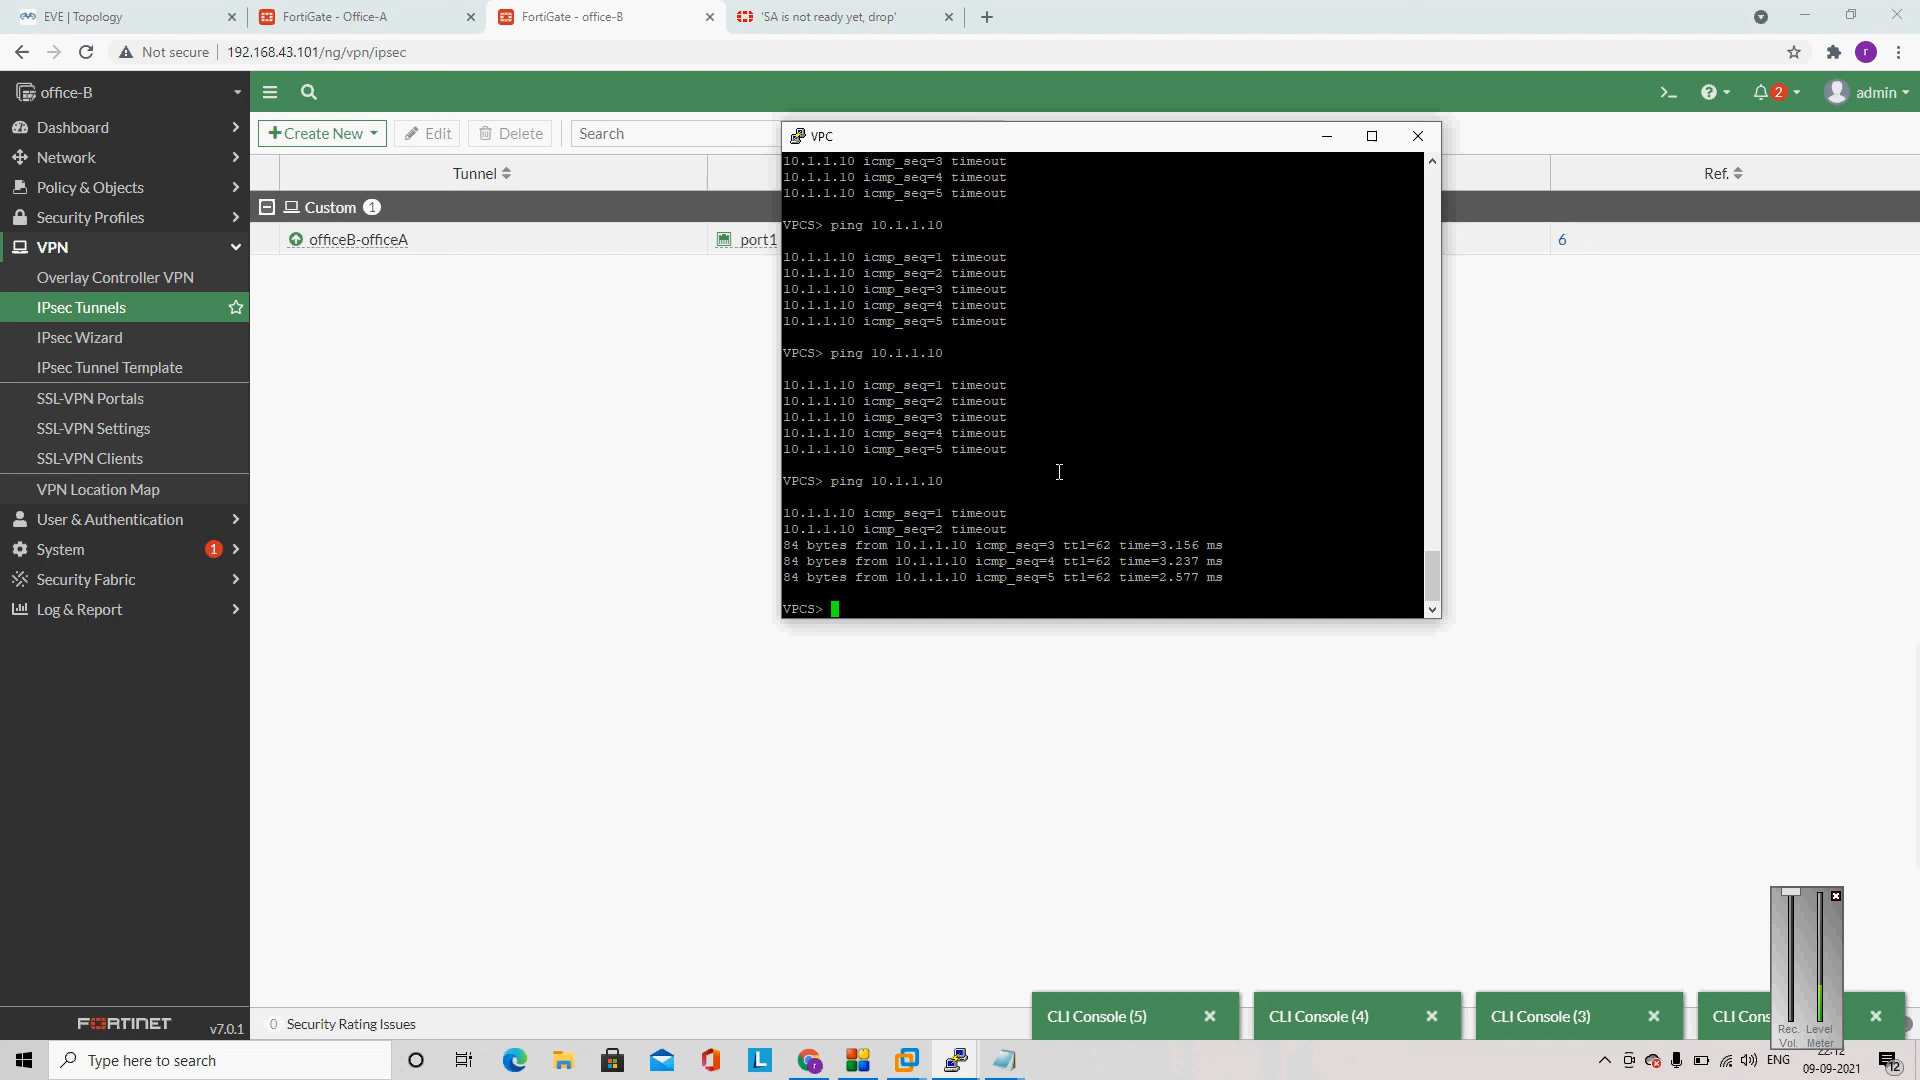 EVE | Topology
FortiGate - Office-A
FortiGate - office-B
'SA is not ready yet, drop'
Not secure
192.168.43.101/ng/vpn/ipsec
r
office-B
2
admin
Dashboard
Network
Policy & Objects
Security Profiles
VPN
Overlay Controller VPN
IPsec Tunnels
IPsec Wizard
IPsec Tunnel Template
SSL-VPN Portals
SSL-VPN Settings
SSL-VPN Clients
VPN Location Map
User & Authentication
System
1
Security Fabric
Log & Report
FORTINET
v7.0.1
Create New
Edit
Delete
Search
Tunnel
Ref.
Custom 1
officeB-officeA
port1
6
VPC
10.1.1.10 icmp_seq=3 timeout
10.1.1.10 icmp_seq=4 timeout
10.1.1.10 icmp_seq=5 timeout
VPCS> ping 10.1.1.10
10.1.1.10 icmp_seq=1 timeout
10.1.1.10 icmp_seq=2 timeout
10.1.1.10 icmp_seq=3 timeout
10.1.1.10 icmp_seq=4 timeout
10.1.1.10 icmp_seq=5 timeout
VPCS> ping 10.1.1.10
10.1.1.10 icmp_seq=1 timeout
10.1.1.10 icmp_seq=2 timeout
10.1.1.10 icmp_seq=3 timeout
10.1.1.10 icmp_seq=4 timeout
10.1.1.10 icmp_seq=5 timeout
VPCS> ping 10.1.1.10
10.1.1.10 icmp_seq=1 timeout
10.1.1.10 icmp_seq=2 timeout
84 bytes from 10.1.1.10 icmp_seq=3 ttl=62 time=3.156 ms
84 bytes from 10.1.1.10 icmp_seq=4 ttl=62 time=3.237 ms
84 bytes from 10.1.1.10 icmp_seq=5 ttl=62 time=2.577 ms
VPCS>
0 Security Rating Issues
CLI Console (5)
CLI Console (4)
CLI Console (3)
CLI Cons
Rec. Level
Vol. Meter
Type here to search
L
ENG
22:12
09-09-2021
12